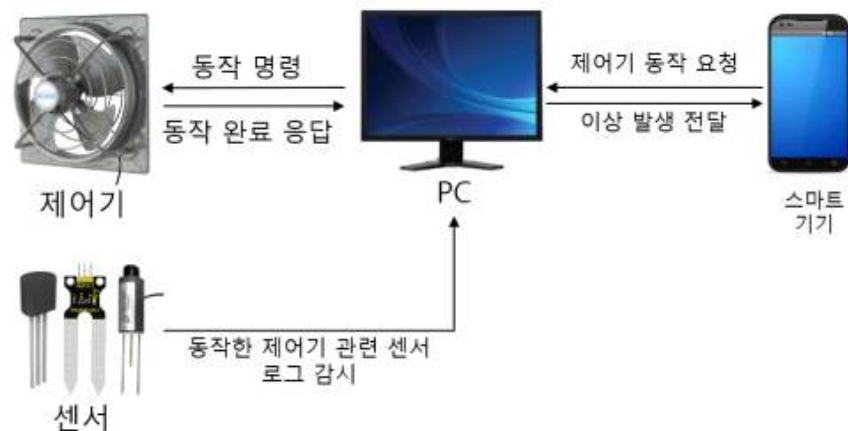 동작 명령
제어기 동작 요청
동작 완료 응답
이상 발생 전달
제어기
PC
스마트
기기
동작한 제어기 관련 센서
로그 감시
센서